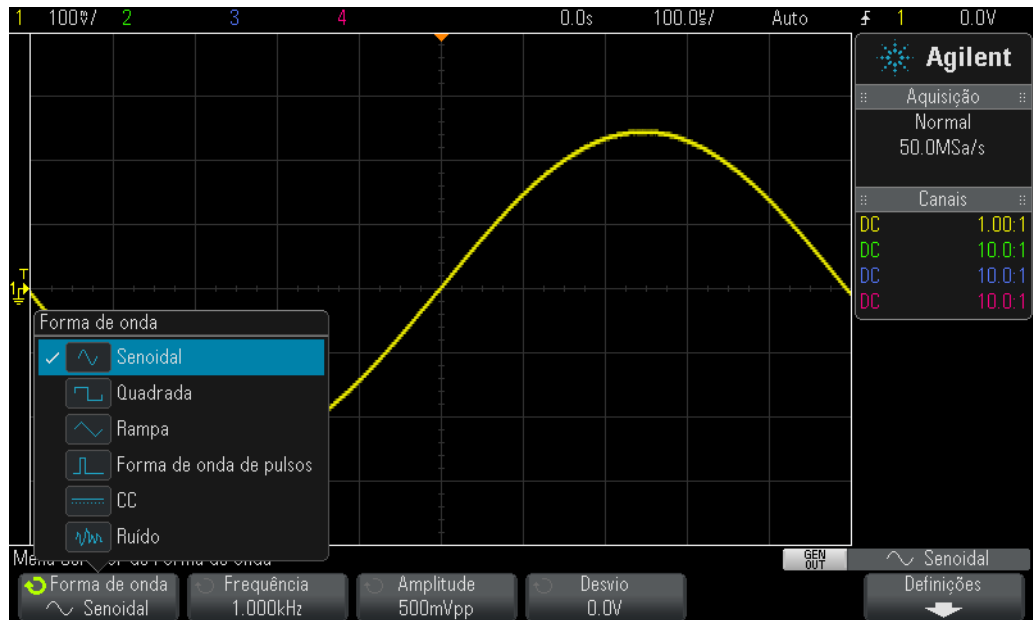 1 100mV/ 2 3 4 0.0s 100.0us/ Auto 1 0.0V
Agilent
Aquisição
Normal
50.0MSa/s
Canais
DC 1.00:1
DC 10.0:1
DC 10.0:1
DC 10.0:1
T
1
Forma de onda
Senoidal
Quadrada
Rampa
Forma de onda de pulsos
CC
Ruído
GEN OUT
Senoidal
Forma de onda
Senoidal
Frequência
1.000kHz
Amplitude
500mVpp
Desvio
0.0V
Definições